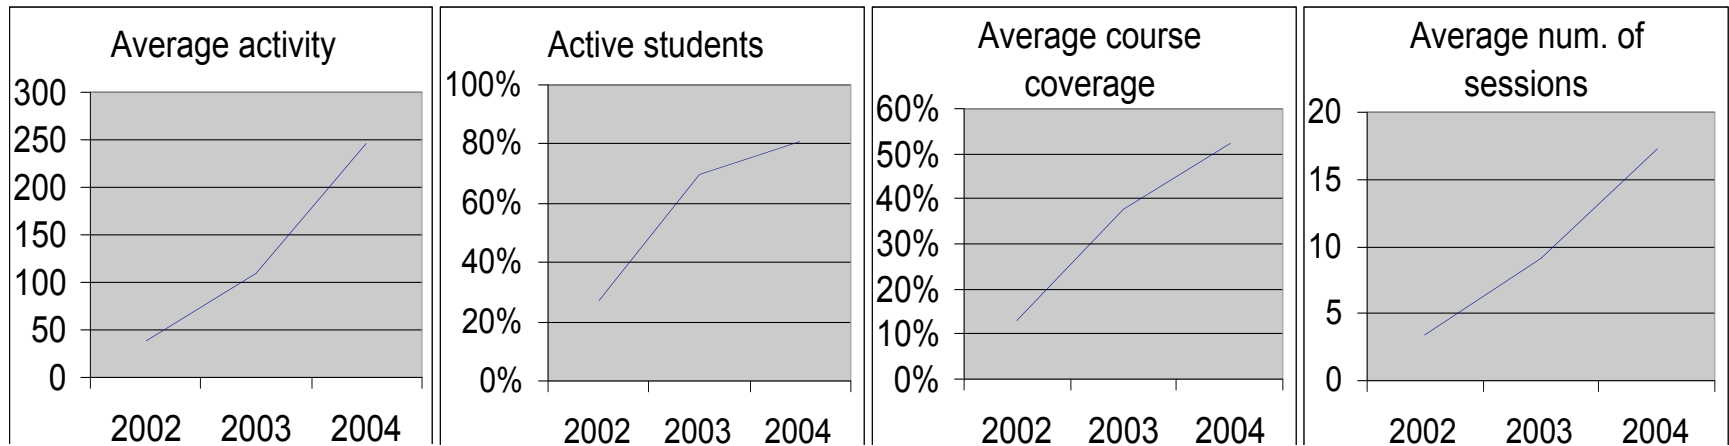 Average activity
300
250
200
150
100
50
0
2002 2003 2004
Active students
100%
80%
60%
40%
20%
0%
2002 2003 2004
Average course
coverage
60%
50%
40%
30%
20%
10%
0%
2002 2003 2004
Average num. of
sessions
20
15
10
5
0
2002 2003 2004